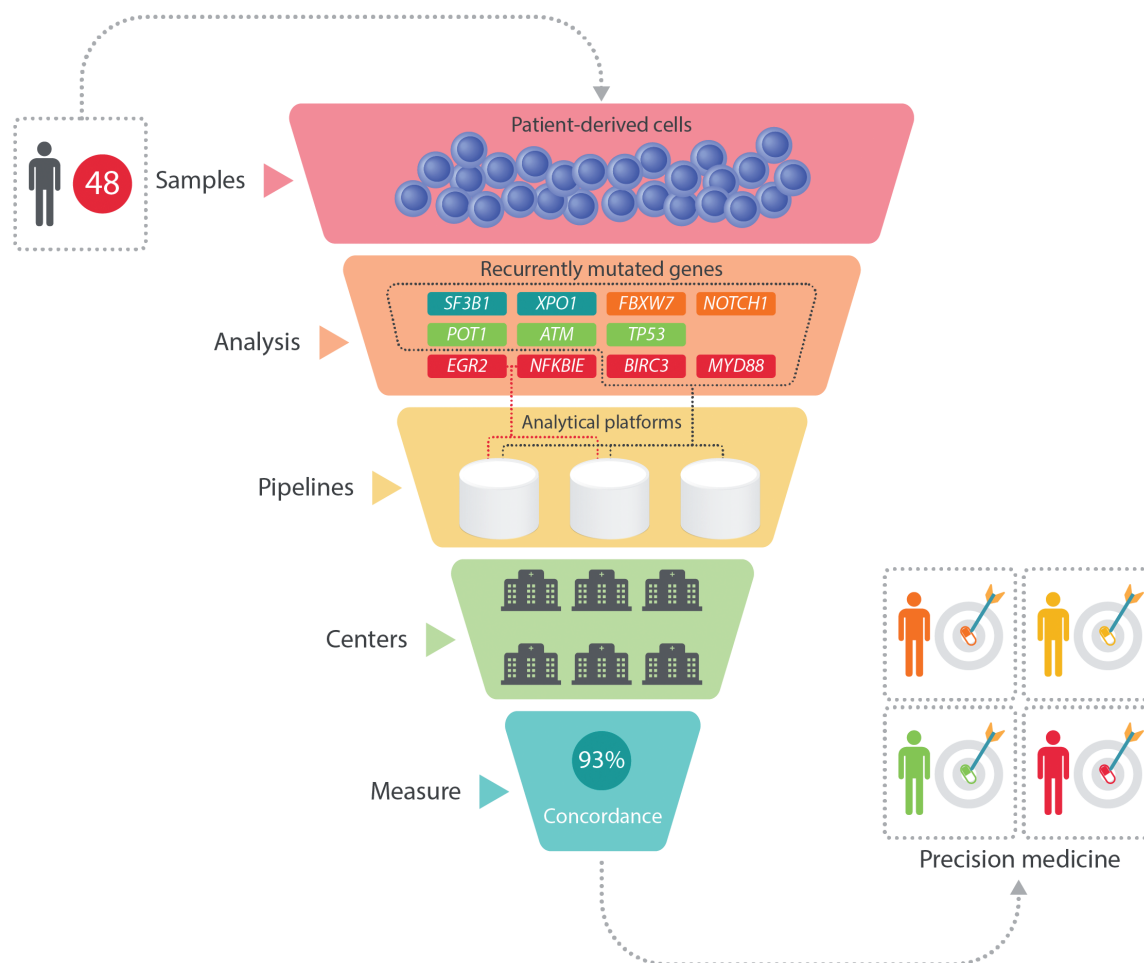 Patient-derived cells
48
Samples
Recurrently mutated genes
SF3B1 XPO1 FBXW7 NOTCH1
POT1 ATM TP53
EGR2 NFKBIE BIRC3 MYD88
Analysis
Analytical platforms
Pipelines
Centers
93%
Measure
Concordance
Precision medicine